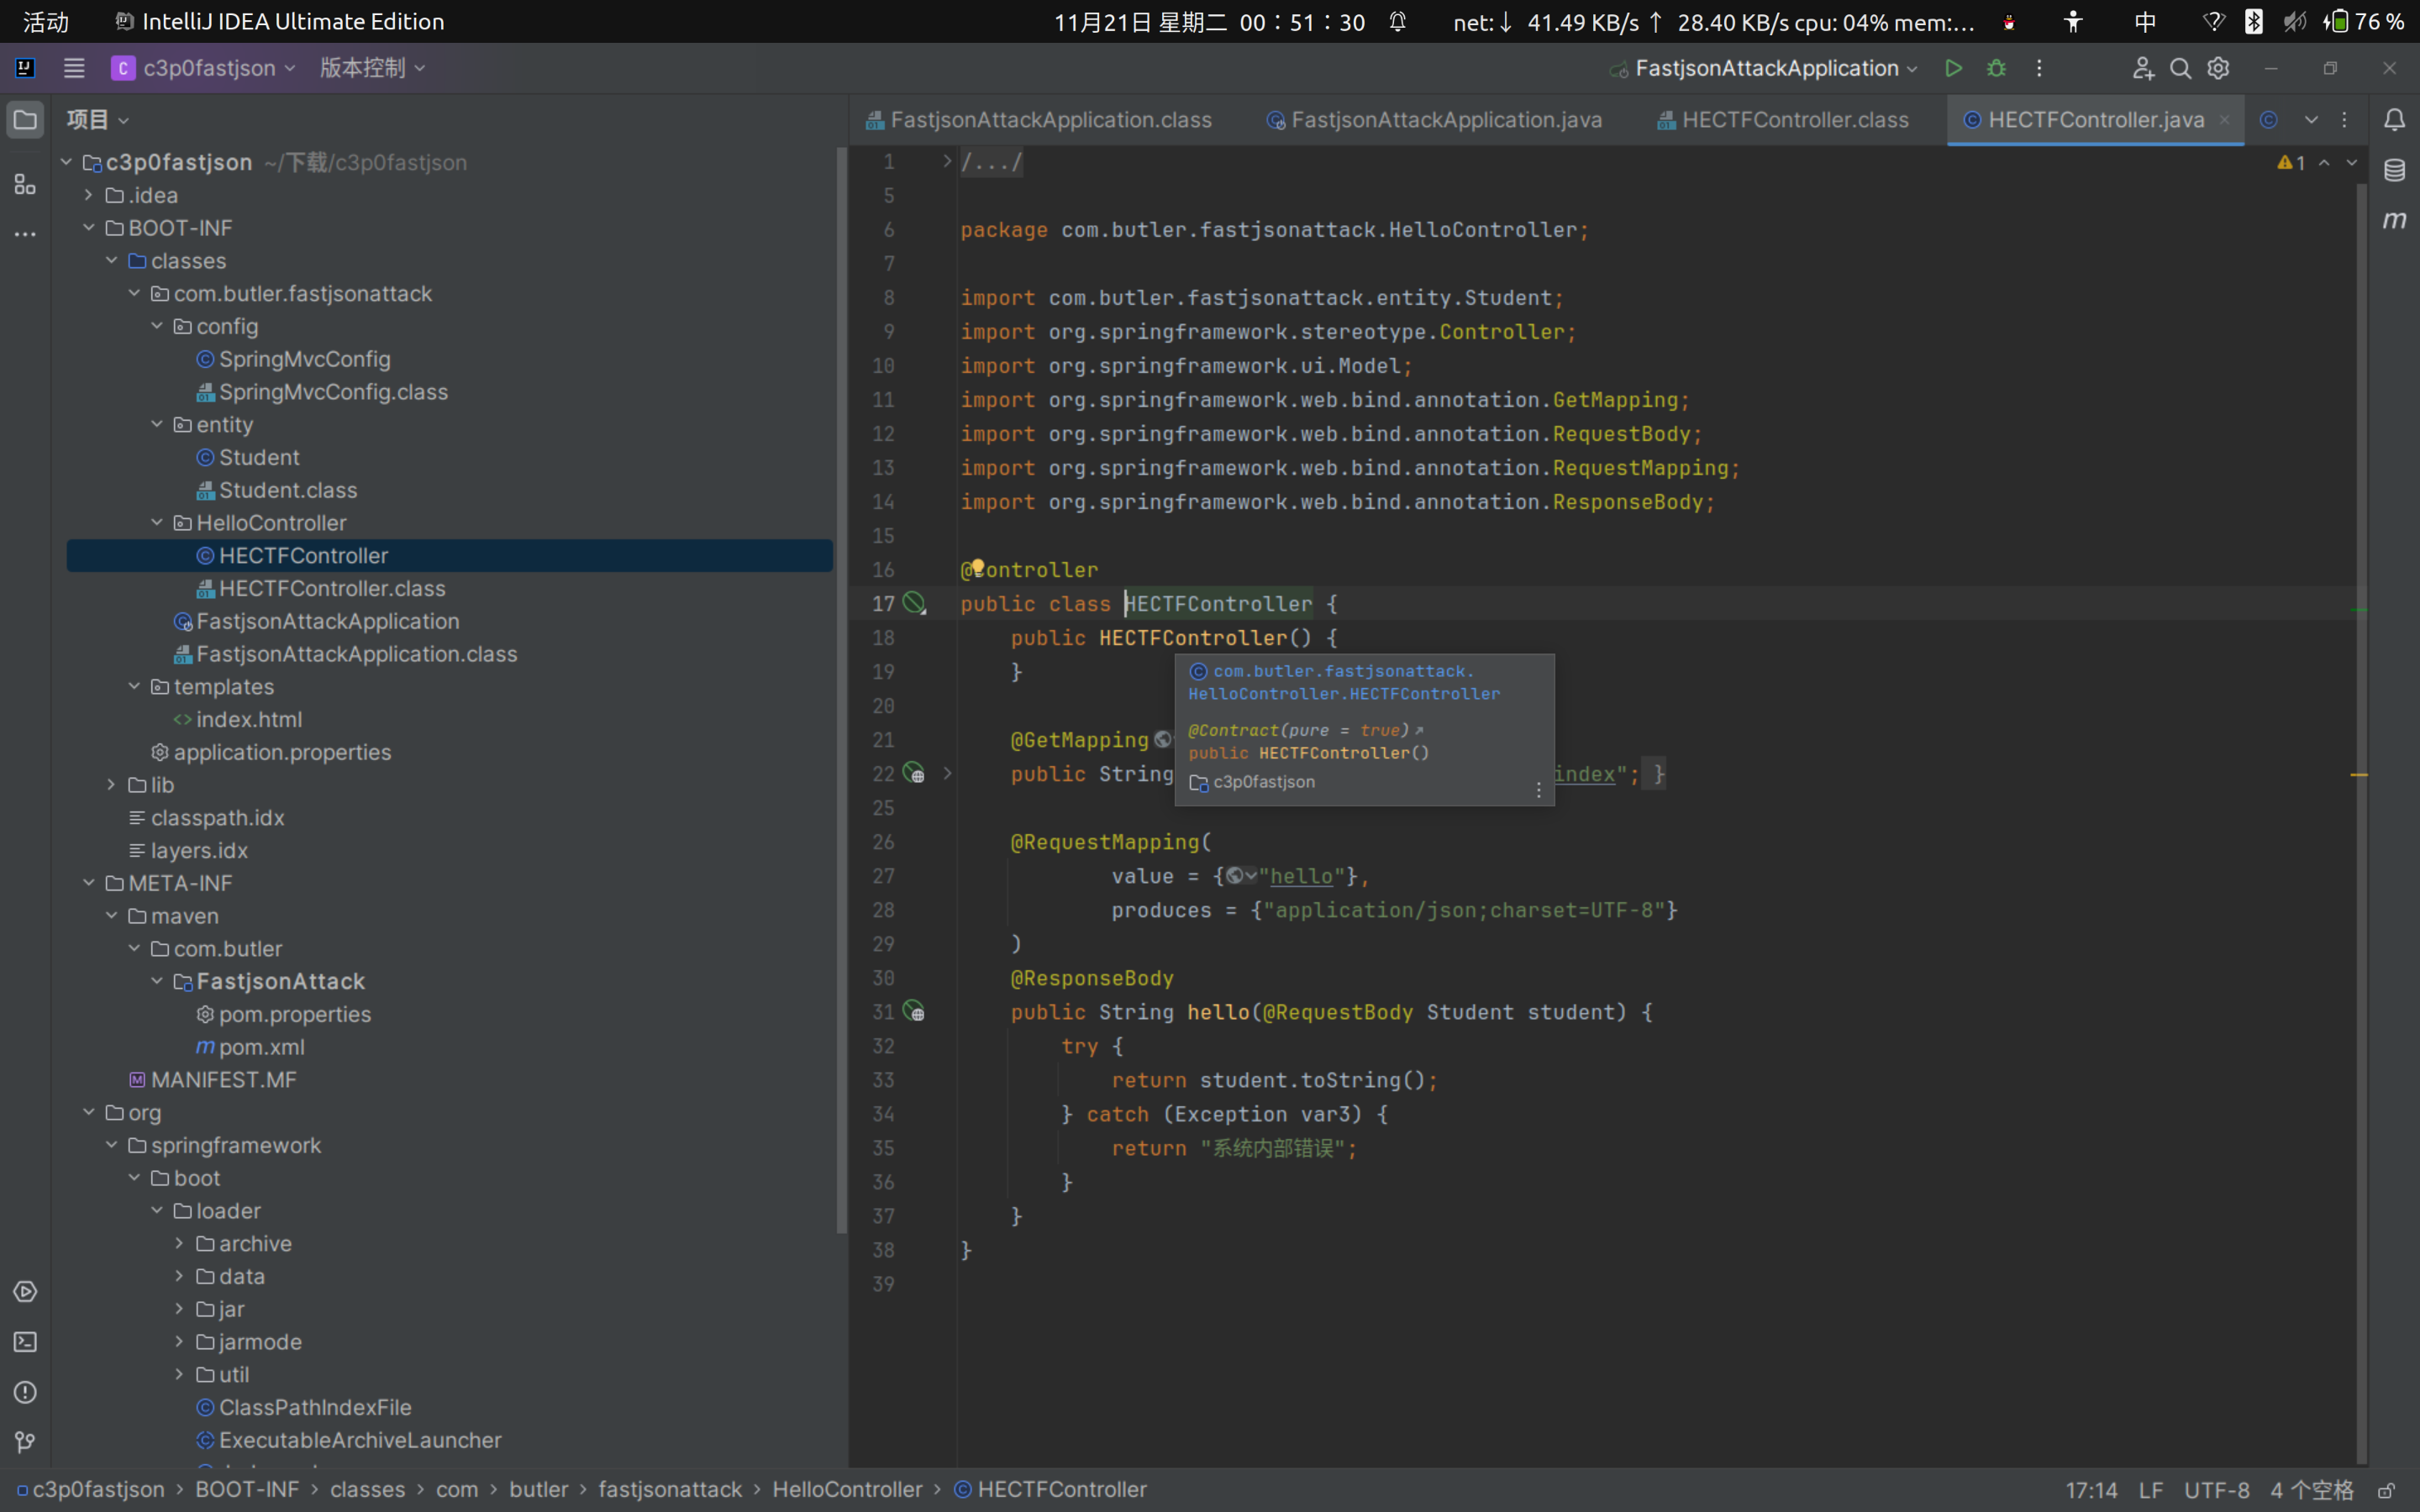 活动 IntelliJ IDEA Ultimate Edition 11月21日 星期二 00：51：30 net:↓ 41.49 KB/s ↑ 28.40 KB/s cpu: 04% mem:... 中 76 %
IJ C c3p0fastjson 版本控制 FastjsonAttackApplication
项目
c3p0fastjson ~/下载/c3p0fastjson
.idea
BOOT-INF
classes
com.butler.fastjsonattack
config
SpringMvcConfig
SpringMvcConfig.class
entity
Student
Student.class
HelloController
HECTFController
HECTFController.class
FastjsonAttackApplication
FastjsonAttackApplication.class
templates
index.html
application.properties
lib
classpath.idx
layers.idx
META-INF
maven
com.butler
FastjsonAttack
pom.properties
pom.xml
MANIFEST.MF
org
springframework
boot
loader
archive
data
jar
jarmode
util
ClassPathIndexFile
ExecutableArchiveLauncher
FastjsonAttackApplication.class FastjsonAttackApplication.java HECTFController.class HECTFController.java
1 /.../ 1
5
6 package com.butler.fastjsonattack.HelloController;
7
8 import com.butler.fastjsonattack.entity.Student;
9 import org.springframework.stereotype.Controller;
10 import org.springframework.ui.Model;
11 import org.springframework.web.bind.annotation.GetMapping;
12 import org.springframework.web.bind.annotation.RequestBody;
13 import org.springframework.web.bind.annotation.RequestMapping;
14 import org.springframework.web.bind.annotation.ResponseBody;
15
16 @Controller
17 public class HECTFController {
18 public HECTFController() {
19 }
20
21 @GetMapping
22 public String index"; }
25
26 @RequestMapping(
27 value = {"hello"},
28 produces = {"application/json;charset=UTF-8"}
29 )
30 @ResponseBody
31 public String hello(@RequestBody Student student) {
32 try {
33 return student.toString();
34 } catch (Exception var3) {
35 return "系统内部错误";
36 }
37 }
38 }
39
com.butler.fastjsonattack.
HelloController.HECTFController
@Contract(pure = true)
public HECTFController()
c3p0fastjson
m
c3p0fastjson › BOOT-INF › classes › com › butler › fastjsonattack › HelloController › HECTFController 17:14 LF UTF-8 4 个空格